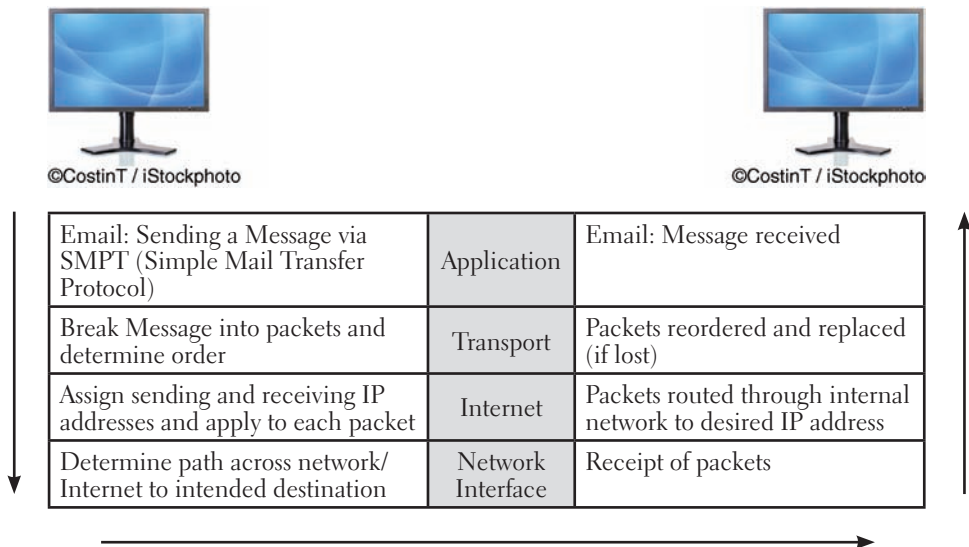 ©CostinT / iStockphoto
©CostinT / iStockphoto
Email: Sending a Message via
SMPT (Simple Mail Transfer
Protocol)
Application
Email: Message received
Break Message into packets and
determine order
Transport
Packets reordered and replaced
(if lost)
Assign sending and receiving IP
addresses and apply to each packet
Internet
Packets routed through internal
network to desired IP address
Determine path across network/
Internet to intended destination
Network
Interface
Receipt of packets